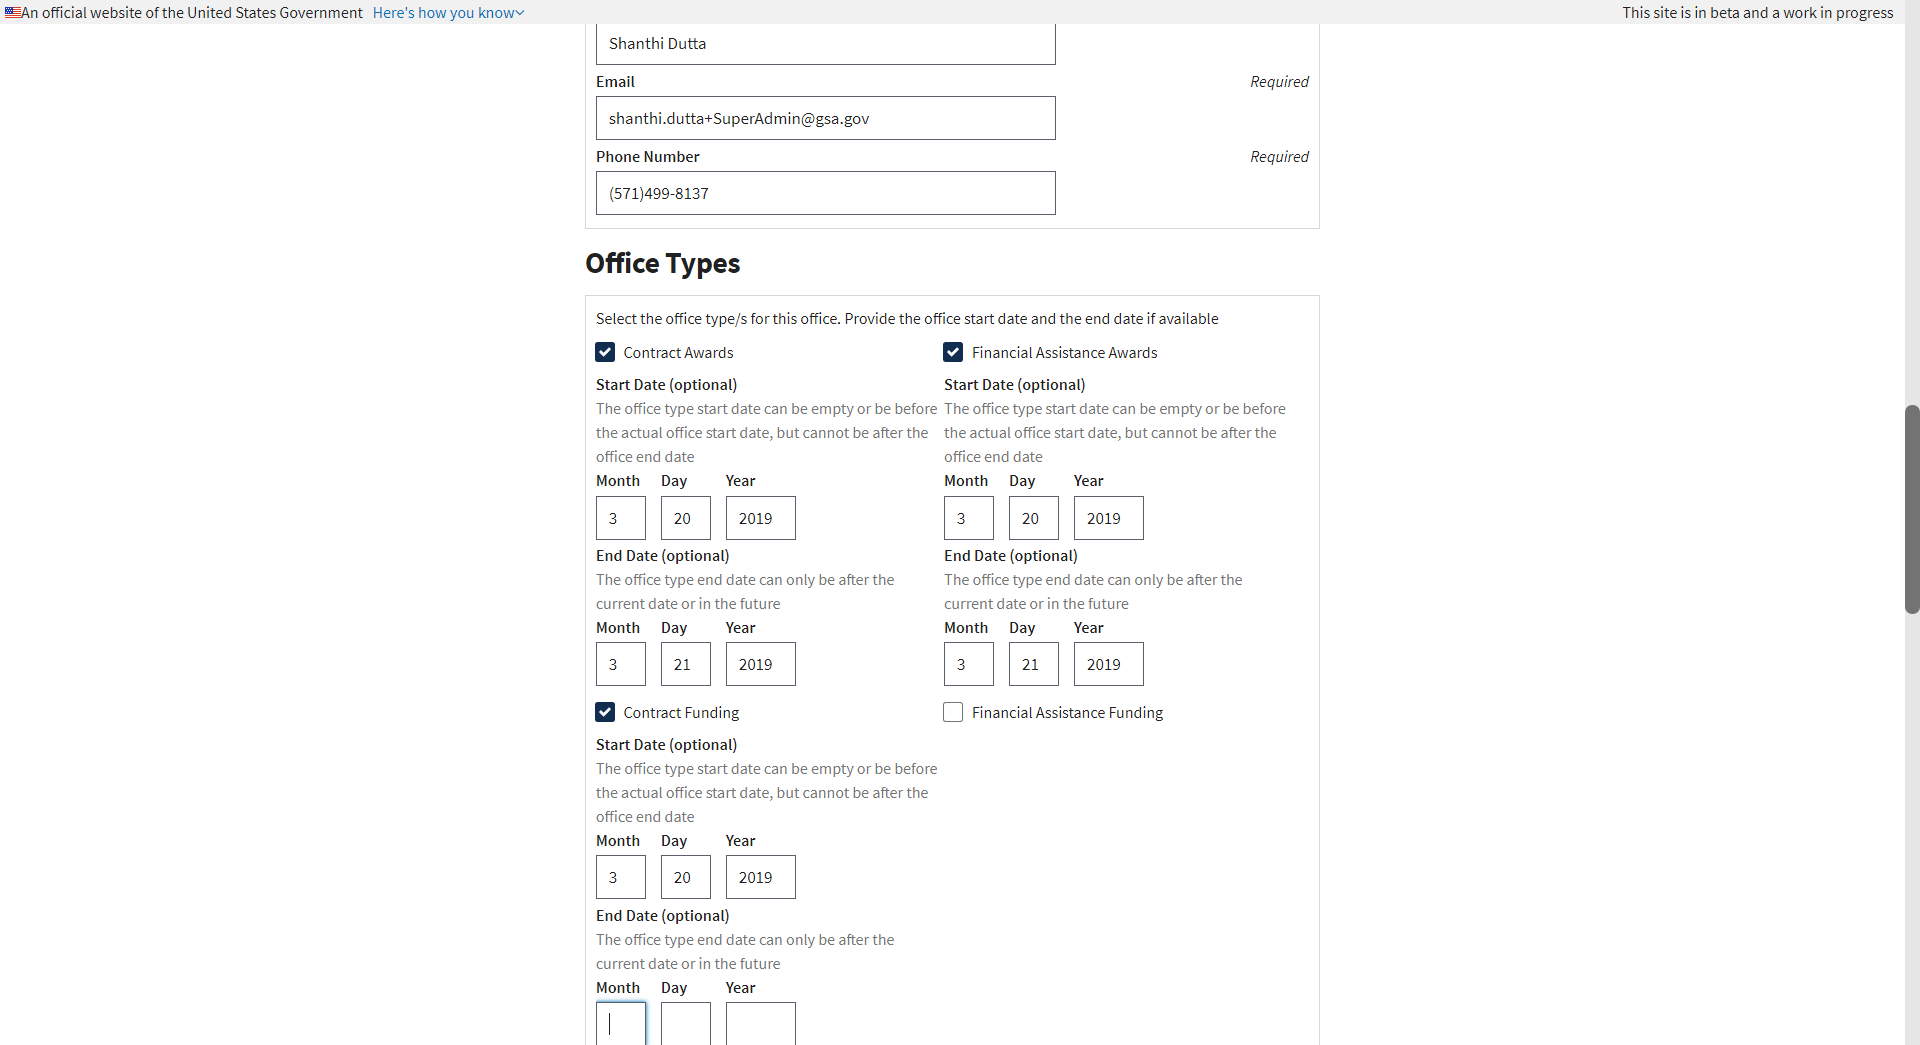 An official website of the United States Government Here's how you know
This site is in beta and a work in progress
Shanthi Dutta
Email Required
shanthi.dutta+SuperAdmin@gsa.gov
Phone Number Required
(571)499-8137
Office Types
Select the office type/s for this office. Provide the office start date and the end date if available
Contract Awards
Start Date (optional)
The office type start date can be empty or be before
the actual office start date, but cannot be after the
office end date
Month Day Year
3 20 2019
End Date (optional)
The office type end date can only be after the
current date or in the future
Month Day Year
3 21 2019
Financial Assistance Awards
Start Date (optional)
The office type start date can be empty or be before
the actual office start date, but cannot be after the
office end date
Month Day Year
3 20 2019
End Date (optional)
The office type end date can only be after the
current date or in the future
Month Day Year
3 21 2019
Contract Funding
Start Date (optional)
The office type start date can be empty or be before
the actual office start date, but cannot be after the
office end date
Month Day Year
3 20 2019
End Date (optional)
The office type end date can only be after the
current date or in the future
Month Day Year
Financial Assistance Funding